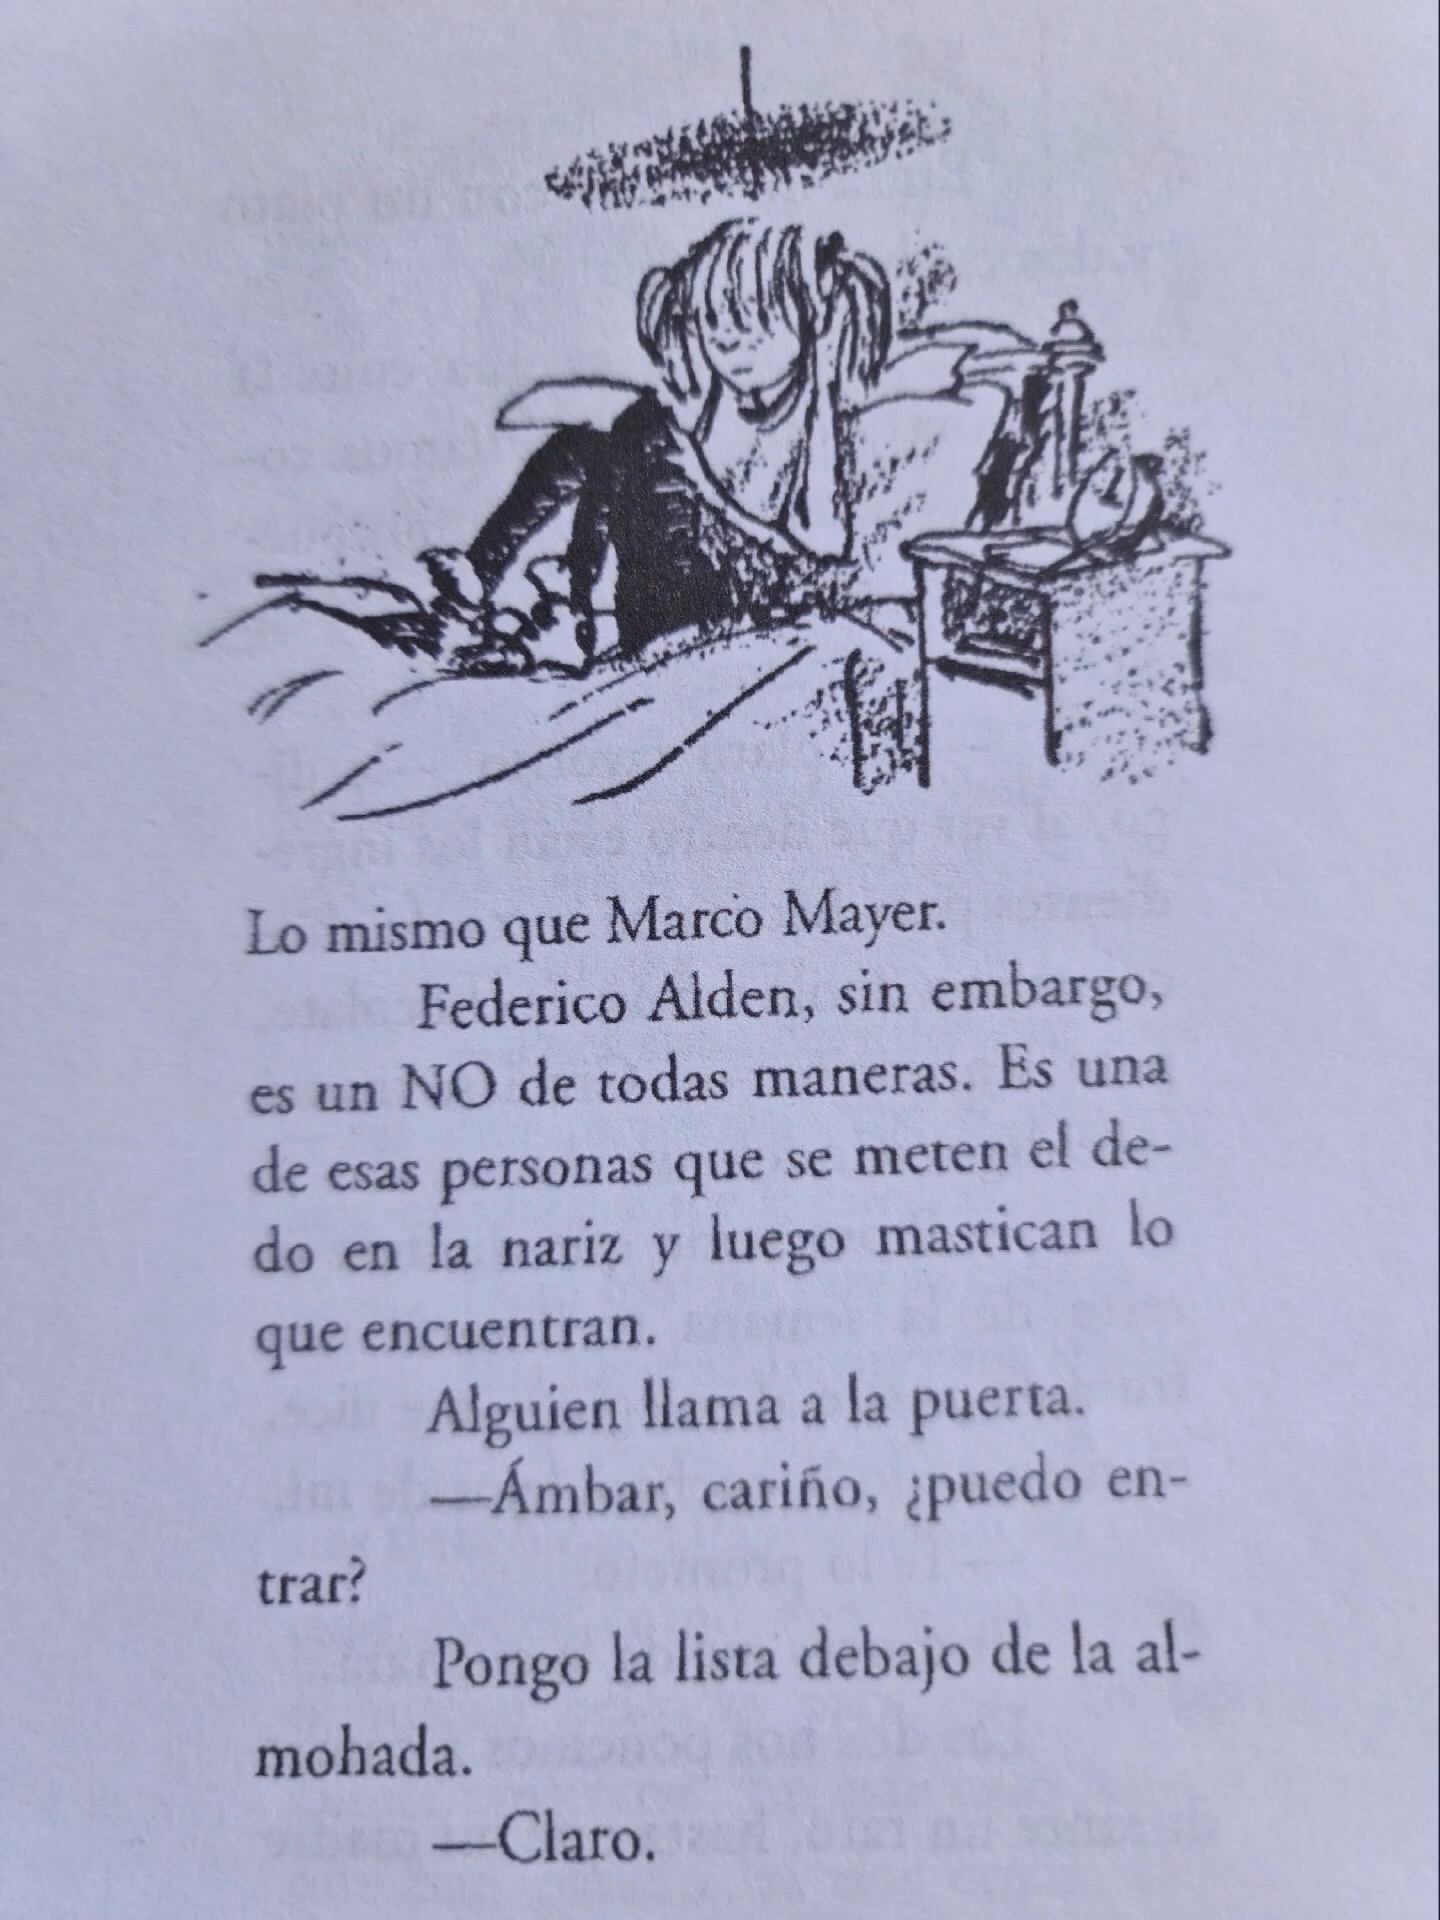 Lo mismo que Marco Mayer.
Federico Alden, sin embargo,
es un NO de todas maneras. Es una
de esas personas que se meten el de-
do en la nariz y luego mastican lo
que encuentran.
Alguien llama a la puerta.
—Ámbar, cariño, ¿puedo en-
trar?
Pongo la lista debajo de la al-
mohada.
—Claro.